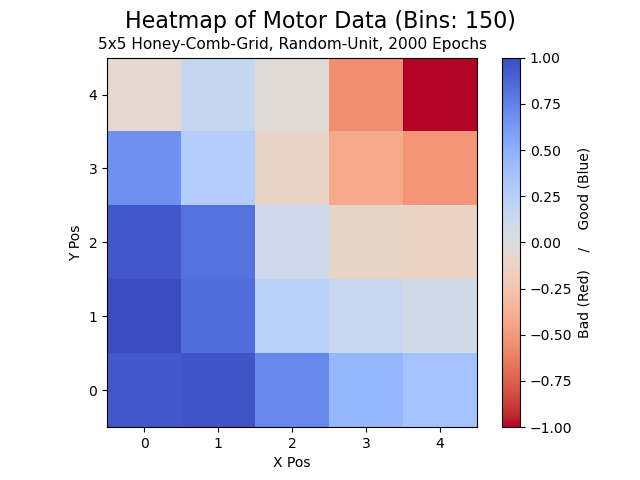 Heatmap of Motor Data (Bins: 150)
5x5 Honey-Comb-Grid, Random-Unit, 2000 Epochs
4
3
2
1
0
Y Pos
0 1 2 3 4
X Pos
1.00
0.75
0.50
0.25
0.00
−0.25
−0.50
−0.75
−1.00
Bad (Red) / Good (Blue)